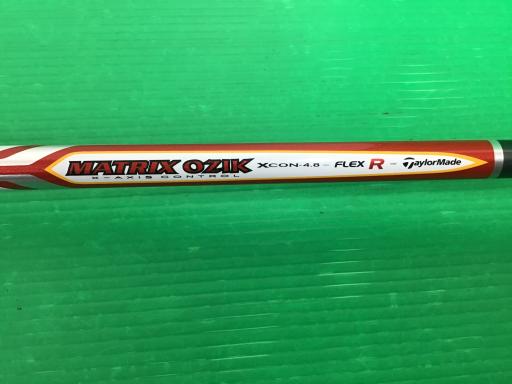 MATRIX OZIK XCON-4.8 FLEX R TaylorMade
X-AXIS CONTROL